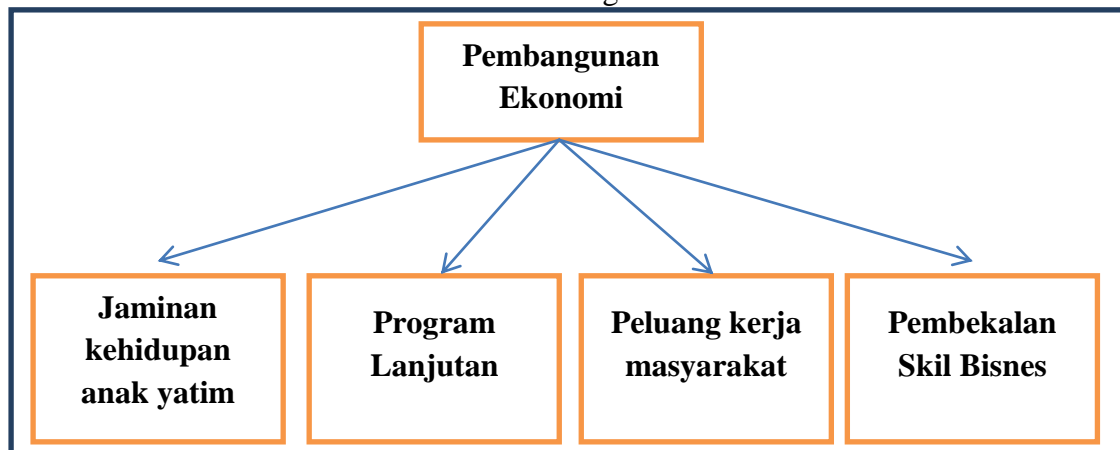 Pembangunan
Ekonomi
Jaminan
kehidupan
anak yatim
Program
Lanjutan
Peluang kerja
masyarakat
Pembekalan
Skil Bisnes